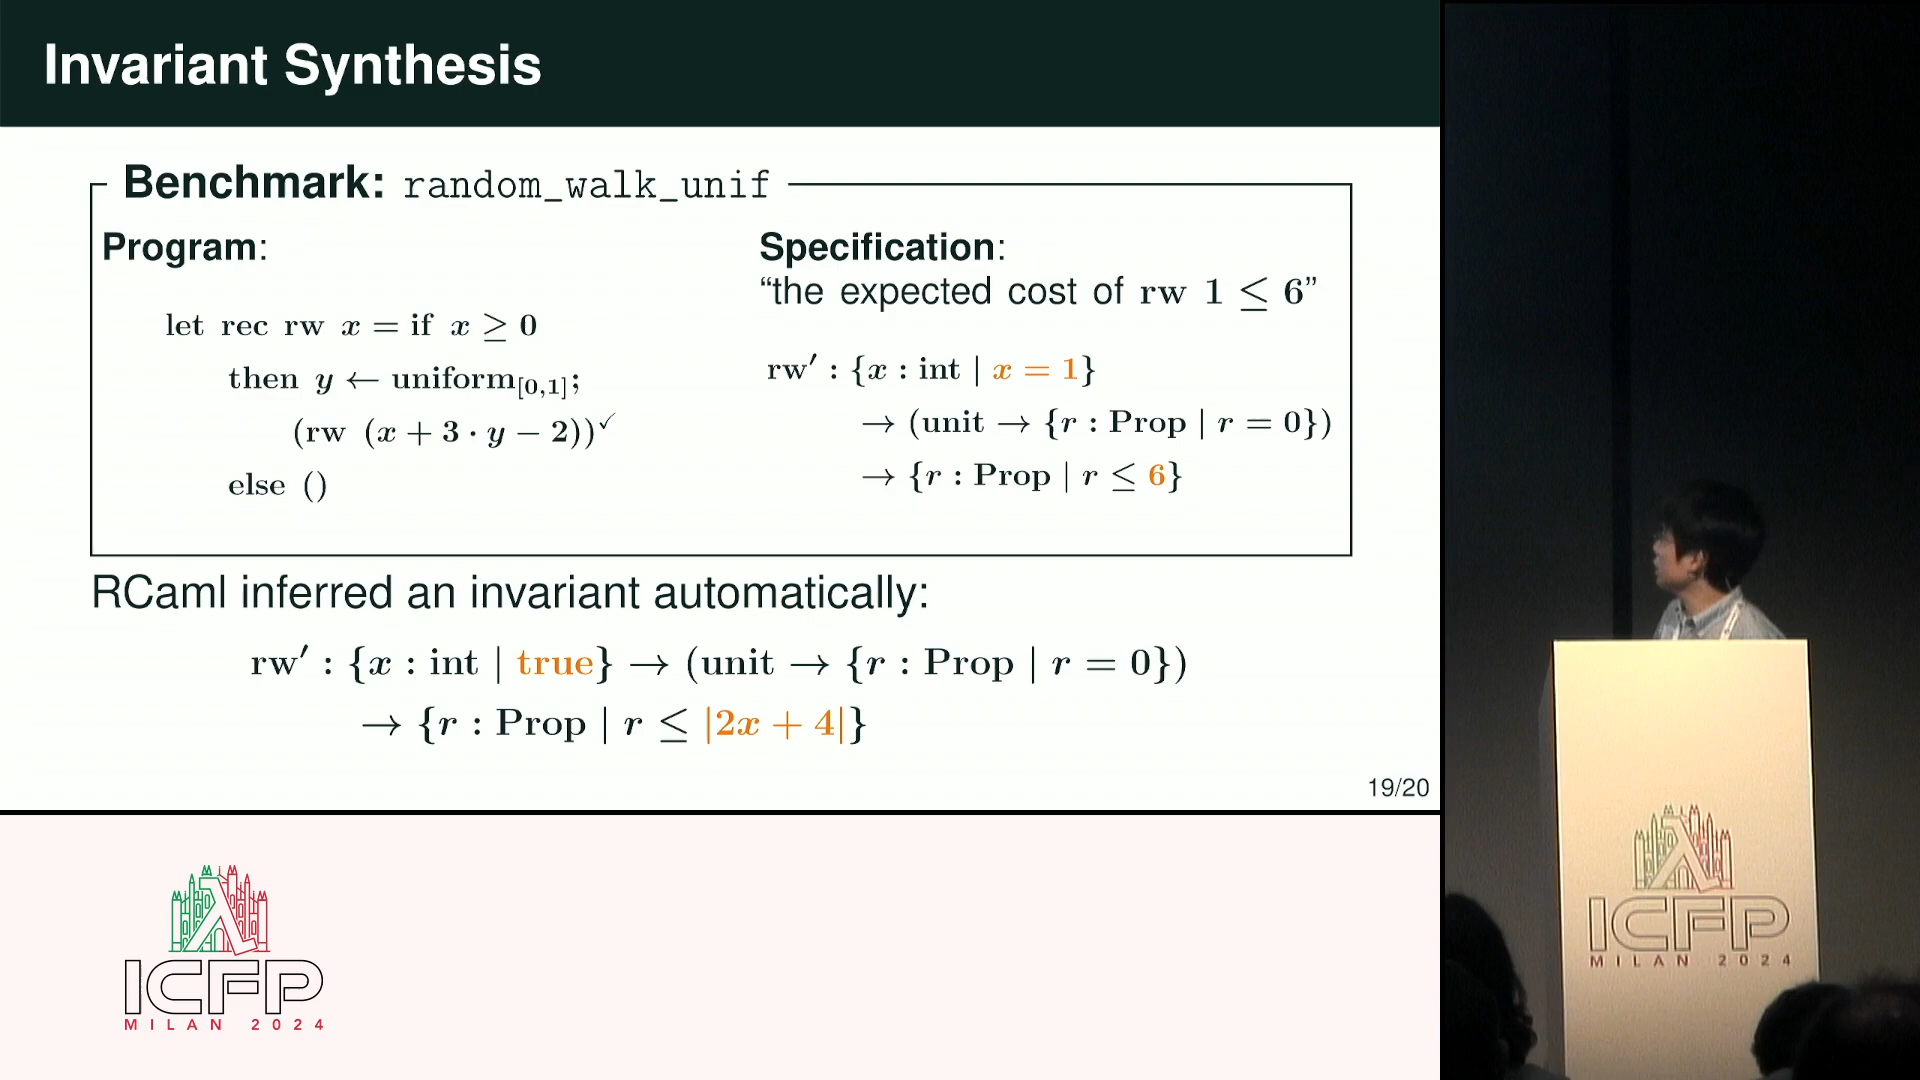 Invariant Synthesis
Benchmark: random_walk_unif
Program:
let rec rw x = if x ≥ 0
then y ← uniform[0,1];
(rw (x + 3 · y − 2))✓
else ()
Specification:
“the expected cost of rw 1 ≤ 6”
rw′ : {x : int | x = 1}
→ (unit → {r : Prop | r = 0})
→ {r : Prop | r ≤ 6}
RCaml inferred an invariant automatically:
rw′ : {x : int | true} → (unit → {r : Prop | r = 0})
→ {r : Prop | r ≤ |2x + 4|}
19/20
ICFP
MILAN 2024
ICFP
MILAN 2024